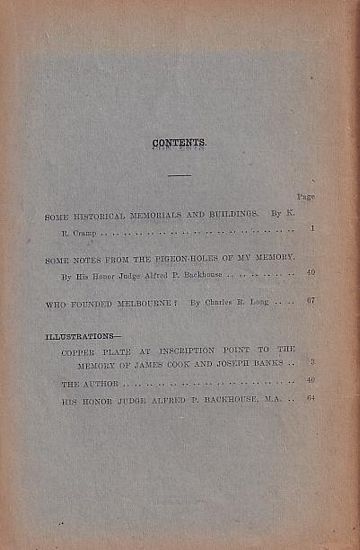 CONTENTS.
Page
SOME HISTORICAL MEMORIALS AND BUILDINGS. By K.
R. Cramp .. .. .. .. .. .. .. .. .. .. .. .. .. .. .. .. .. 1
SOME NOTES FROM THE PIGEON-HOLES OF MY MEMORY.
By His Honor Judge Alfred P. Backhouse .. .. .. .. .. .. 40
WHO FOUNDED MELBOURNE? By Charles R. Long .. .. 67
ILLUSTRATIONS—
COPPER PLATE AT INSCRIPTION POINT TO THE
MEMORY OF JAMES COOK AND JOSEPH BANKS .. 3
THE AUTHOR .. .. .. .. .. .. .. .. .. .. .. .. .. .. .. 40
HIS HONOR JUDGE ALFRED P. BACKHOUSE, M.A. .. 64